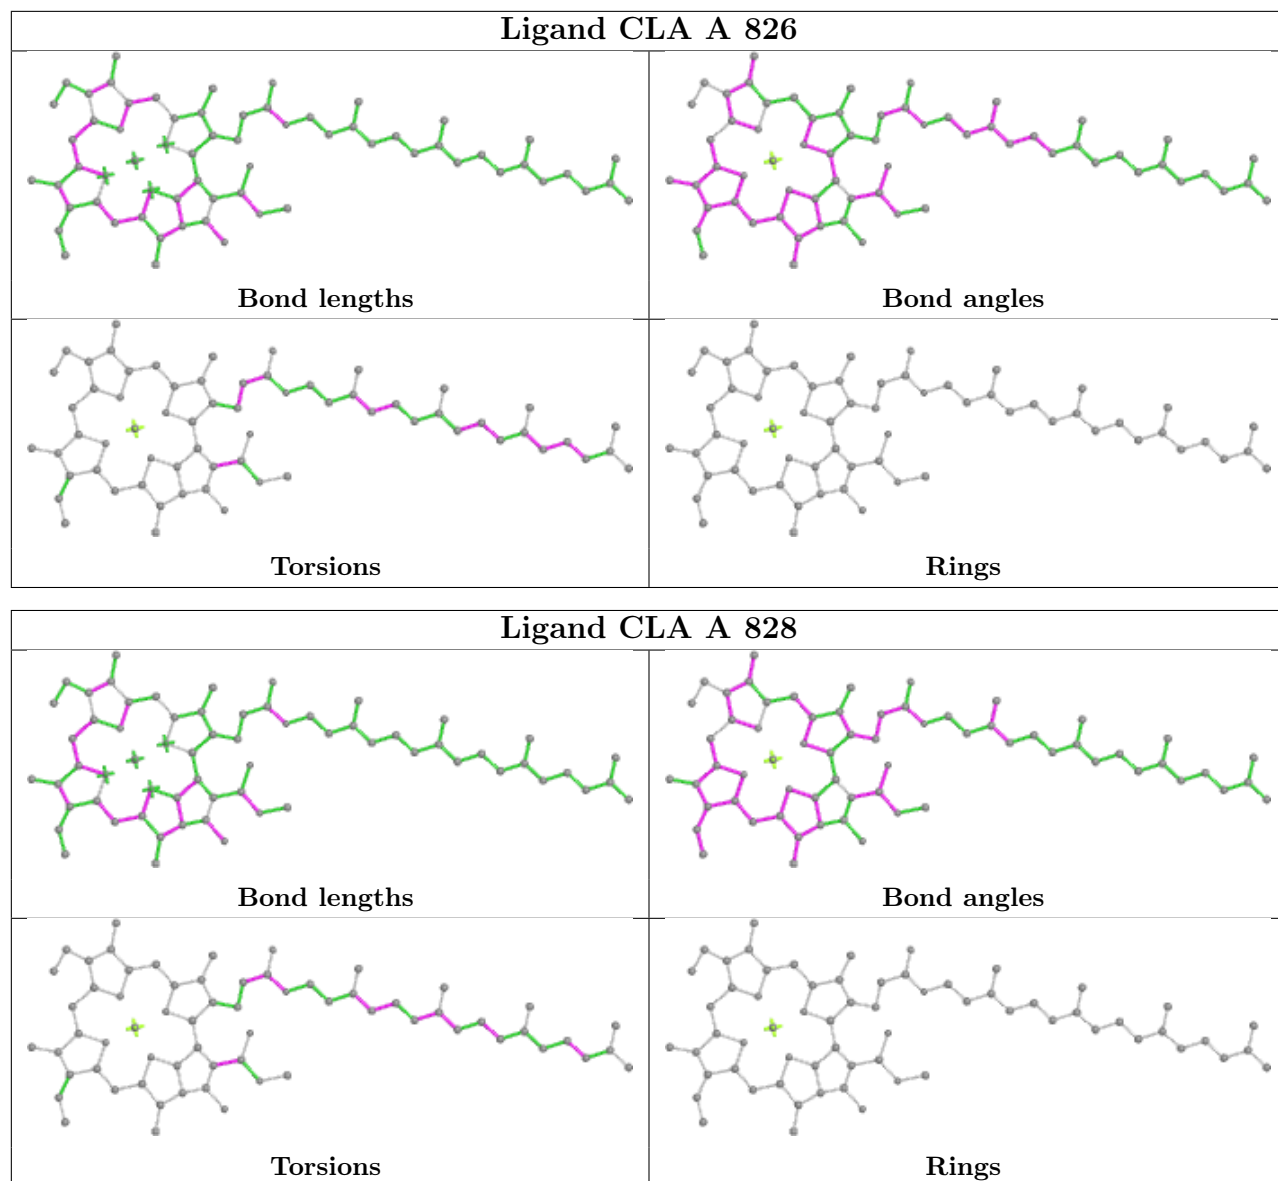 Ligand CLA A 826
Bond lengths
Bond angles
Torsions
Rings
Ligand CLA A 828
Bond lengths
Bond angles
Torsions
Rings